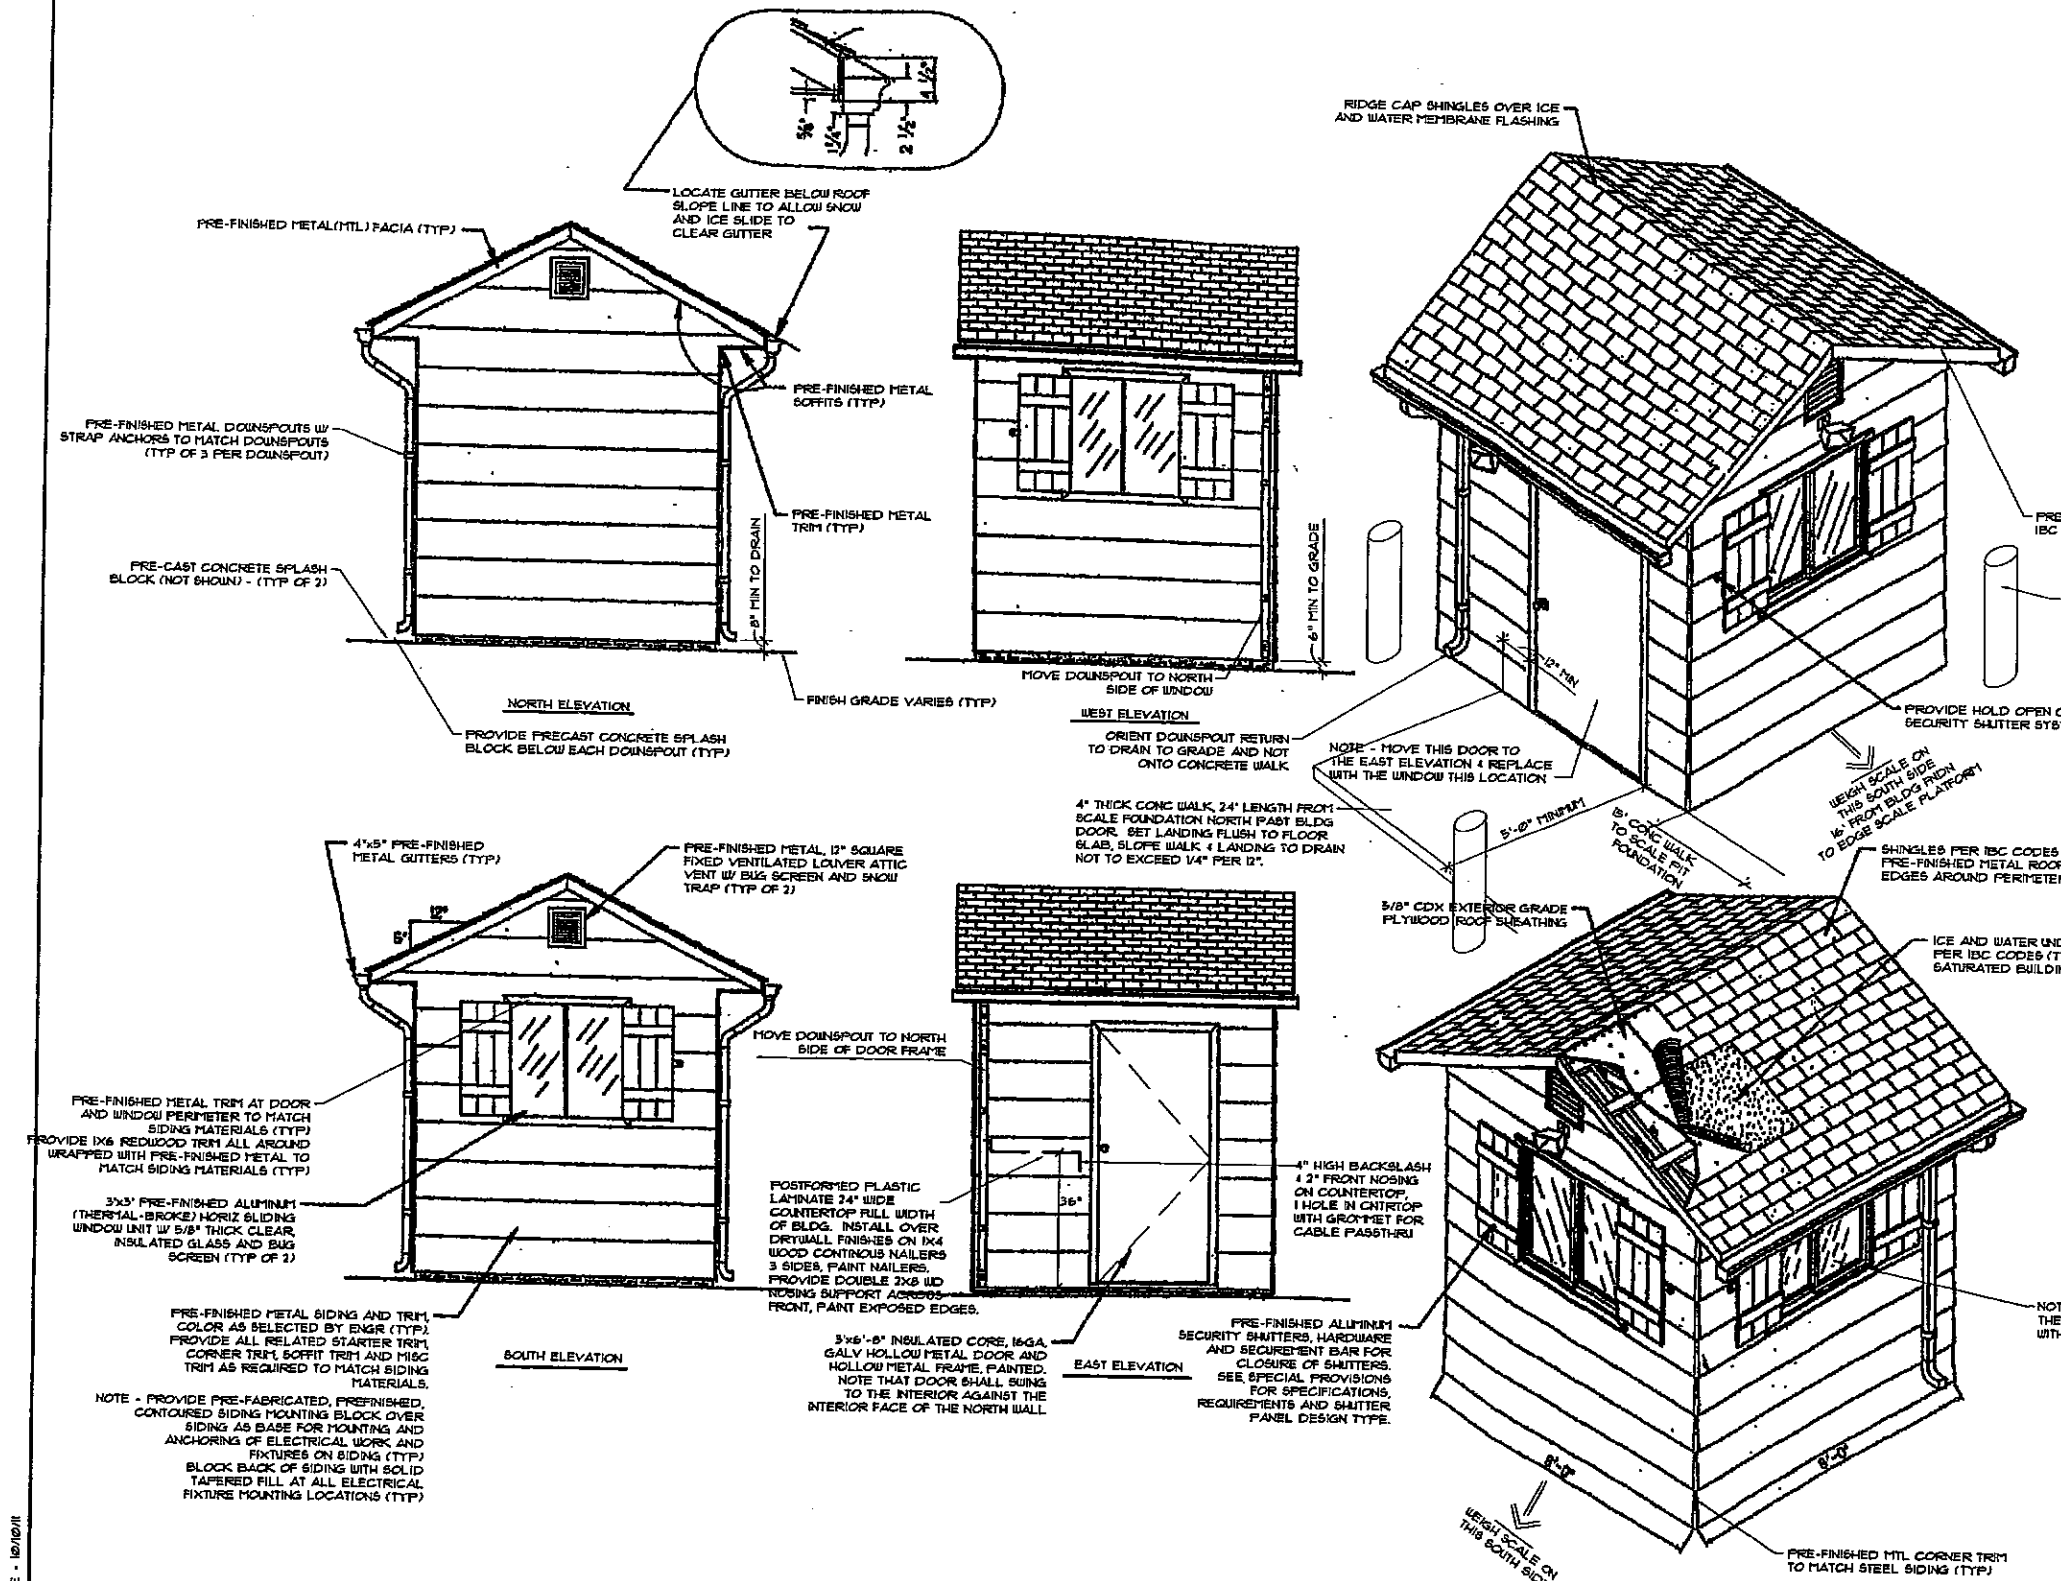 5/8"
1 1/4"
2 1/2"
4 1/2"
LOCATE GUTTER BELOW ROOF
SLOPE LINE TO ALLOW SNOW
AND ICE SLIDE TO
CLEAR GUTTER
PRE-FINISHED METAL(MTL) FACIA (TYP)
PRE-FINISHED METAL
SOFFITS (TYP)
PRE-FINISHED METAL DOWNSPOUTS W/
STRAP ANCHORS TO MATCH DOWNSPOUTS
(TYP OF 3 PER DOWNSPOUT)
PRE-FINISHED METAL
TRIM (TYP)
8" MIN TO DRAIN
PRE-CAST CONCRETE SPLASH
BLOCK (NOT SHOWN) - (TYP OF 2)
FINISH GRADE VARIES (TYP)
NORTH ELEVATION
PROVIDE PRECAST CONCRETE SPLASH
BLOCK BELOW EACH DOWNSPOUT (TYP)
6" MIN TO GRADE
MOVE DOWNSPOUT TO NORTH
SIDE OF WINDOW
WEST ELEVATION
ORIENT DOWNSPOUT RETURN
TO DRAIN TO GRADE AND NOT
ONTO CONCRETE WALK
RIDGE CAP SHINGLES OVER ICE
AND WATER MEMBRANE FLASHING
PRE
IBC
12" MIN
PROVIDE HOLD OPEN
SECURITY SHUTTER SYS
NOTE - MOVE THIS DOOR TO
THE EAST ELEVATION & REPLACE
WITH THE WINDOW THIS LOCATION
WEIGH SCALE ON
THIS SOUTH SIDE
16' FROM BLDG FNDN
TO EDGE SCALE PLATFORM
4" THICK CONC WALK, 24' LENGTH FROM
SCALE FOUNDATION NORTH PAST BLDG
DOOR. SET LANDING FLUSH TO FLOOR
SLAB, SLOPE WALK & LANDING TO DRAIN
NOT TO EXCEED 1/4" PER 12".
5'-0" MINIMUM
CONC WALK
TO SCALE PIT
FOUNDATION
4"x5" PRE-FINISHED
METAL GUTTERS (TYP)
PRE-FINISHED METAL, 12" SQUARE
FIXED VENTILATED LOUVER ATTIC
VENT W/ BUG SCREEN AND SNOW
TRAP (TYP OF 2)
12"
MOVE DOWNSPOUT TO NORTH
SIDE OF DOOR FRAME
PRE-FINISHED METAL TRIM AT DOOR
AND WINDOW PERIMETER TO MATCH
SIDING MATERIALS (TYP)
PROVIDE 1X6 REDWOOD TRIM ALL AROUND
WRAPPED WITH PRE-FINISHED METAL TO
MATCH SIDING MATERIALS (TYP)
3'x3' PRE-FINISHED ALUMINUM
(THERMAL-BROKE) HORIZ SLIDING
WINDOW UNIT W/ 5/8" THICK CLEAR,
INSULATED GLASS AND BUG
SCREEN (TYP OF 2)
PRE-FINISHED METAL SIDING AND TRIM,
COLOR AS SELECTED BY ENGR (TYP).
PROVIDE ALL RELATED STARTER TRIM,
CORNER TRIM, SOFFIT TRIM AND MISC
TRIM AS REQUIRED TO MATCH SIDING
MATERIALS.
NOTE - PROVIDE PRE-FABRICATED, PREFINISHED,
CONTOURED SIDING MOUNTING BLOCK OVER
SIDING AS BASE FOR MOUNTING AND
ANCHORING OF ELECTRICAL WORK AND
FIXTURES ON SIDING (TYP)
BLOCK BACK OF SIDING WITH SOLID
TAPERED FILL AT ALL ELECTRICAL
FIXTURE MOUNTING LOCATIONS (TYP)
SOUTH ELEVATION
POSTFORMED PLASTIC
LAMINATE 24" WIDE
COUNTERTOP FULL WIDTH
OF BLDG. INSTALL OVER
DRYWALL FINISHES ON 1X4
WOOD CONTINOUS NAILERS
3 SIDES, PAINT NAILERS.
PROVIDE DOUBLE 2X8 WD
NOSING SUPPORT ACROSS
FRONT, PAINT EXPOSED EDGES.
36"
4" HIGH BACKSLASH
& 2" FRONT NOSING
ON COUNTERTOP,
1 HOLE IN CNTRTOP
WITH GROMMET FOR
CABLE PASSTHRU
3'x6'-8" INSULATED CORE, 16GA,
GALV HOLLOW METAL DOOR AND
HOLLOW METAL FRAME, PAINTED.
NOTE THAT DOOR SHALL SWING
TO THE INTERIOR AGAINST THE
INTERIOR FACE OF THE NORTH WALL
EAST ELEVATION
PRE-FINISHED ALUMINUM
SECURITY SHUTTERS, HARDWARE
AND SECUREMENT BAR FOR
CLOSURE OF SHUTTERS.
SEE SPECIAL PROVISIONS
FOR SPECIFICATIONS,
REQUIREMENTS AND SHUTTER
PANEL DESIGN TYPE.
SHINGLES PER IBC CODES
PRE-FINISHED METAL ROOF
EDGES AROUND PERIMETER
5/8" CDX EXTERIOR GRADE
PLYWOOD ROOF SHEATHING
ICE AND WATER UND
PER IBC CODES (T
SATURATED BUILDI
NOT
THE
WITH
8'-0"
8'-0"
WEIGH SCALE ON
THIS SOUTH SIDE
PRE-FINISHED MTL CORNER TRIM
TO MATCH STEEL SIDING (TYP)
E - 10/10/11